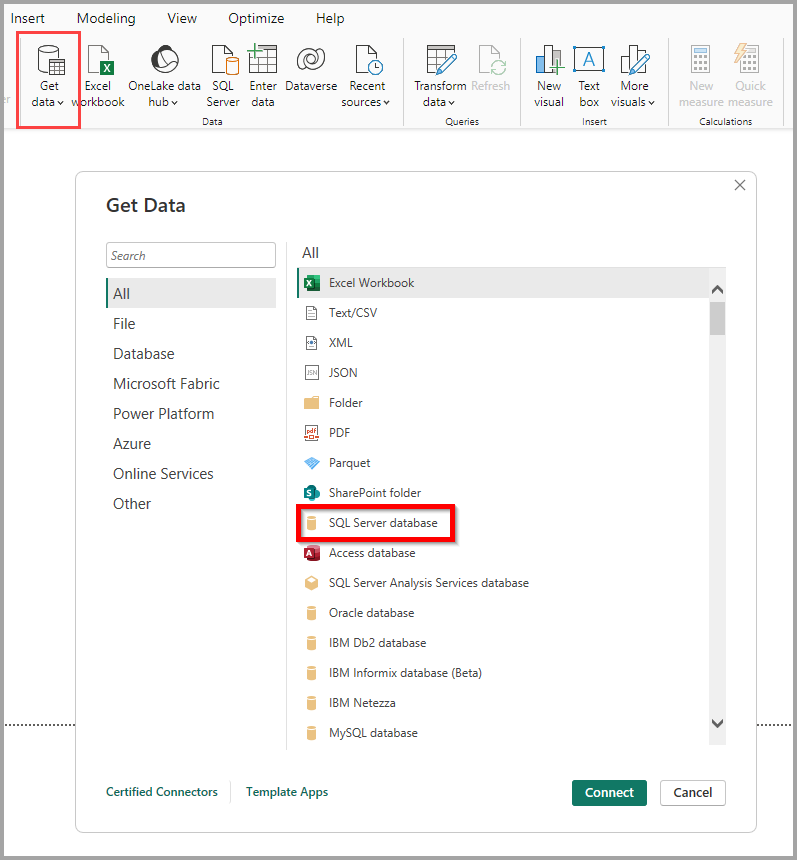 Insert Modeling View Optimize Help
Get data
Excel workbook
OneLake data hub
SQL Server
Enter data
Dataverse
Recent sources
Transform data
Refresh
New visual
Text box
More visuals
New measure
Quick measure
Data
Queries
Insert
Calculations
Get Data
Search
All
File
Database
Microsoft Fabric
Power Platform
Azure
Online Services
Other
All
Excel Workbook
Text/CSV
XML
JSON
Folder
PDF
Parquet
SharePoint folder
SQL Server database
Access database
SQL Server Analysis Services database
Oracle database
IBM Db2 database
IBM Informix database (Beta)
IBM Netezza
MySQL database
Certified Connectors
Template Apps
Connect
Cancel